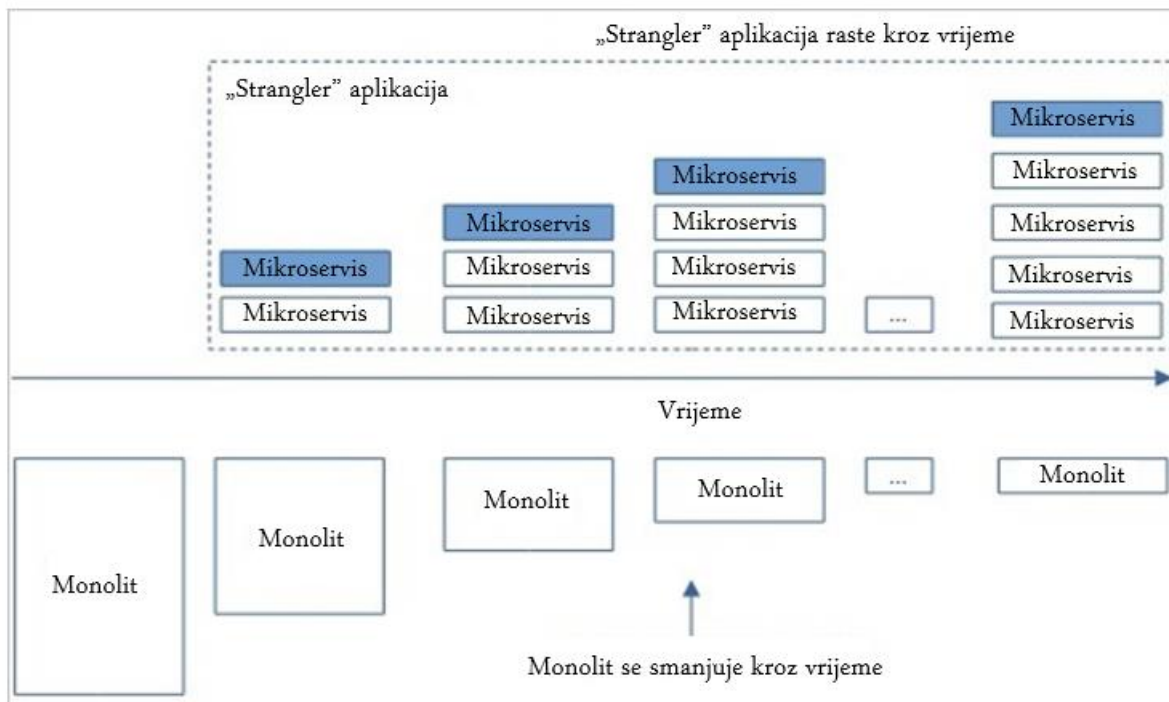 „Strangler” aplikacija raste kroz vrijeme
„Strangler” aplikacija
Mikroservis
Mikroservis
Mikroservis
Mikroservis
Mikroservis
Mikroservis
Mikroservis
Mikroservis
Mikroservis
...
Mikroservis
Mikroservis
Mikroservis
Mikroservis
Mikroservis
Vrijeme
Monolit
Monolit
Monolit
Monolit
...
Monolit
Monolit se smanjuje kroz vrijeme